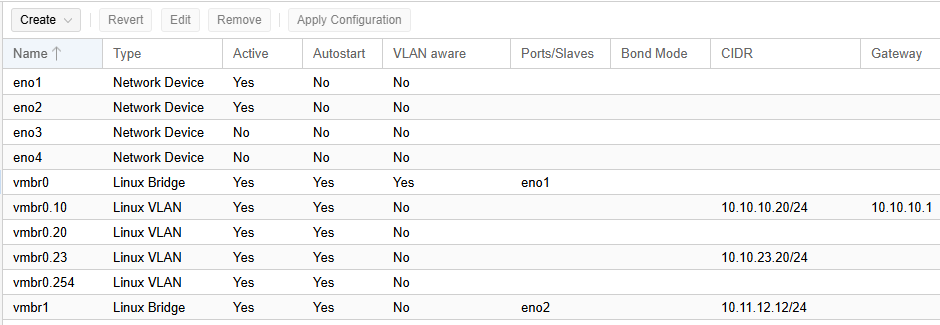 Create Revert Edit Remove Apply Configuration
Name Type Active Autostart VLAN aware Ports/Slaves Bond Mode CIDR Gateway
eno1 Network Device Yes No No
eno2 Network Device Yes No No
eno3 Network Device No No No
eno4 Network Device No No No
vmbr0 Linux Bridge Yes Yes Yes eno1
vmbr0.10 Linux VLAN Yes Yes No 10.10.10.20/24 10.10.10.1
vmbr0.20 Linux VLAN Yes Yes No
vmbr0.23 Linux VLAN Yes Yes No 10.10.23.20/24
vmbr0.254 Linux VLAN Yes Yes No
vmbr1 Linux Bridge Yes Yes No eno2 10.11.12.12/24